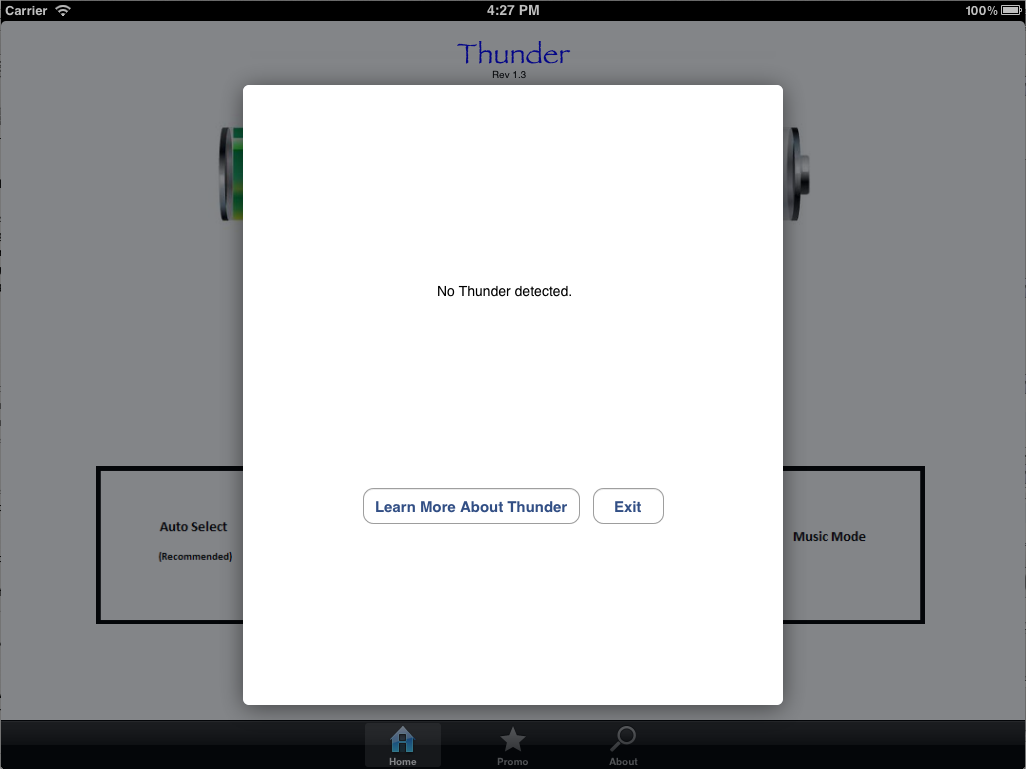 Carrier 4:27 PM 100%
Thunder
Rev 1.3
No Thunder detected.
Learn More About Thunder Exit
Auto Select
(Recommended)
Music Mode
Home Promo About